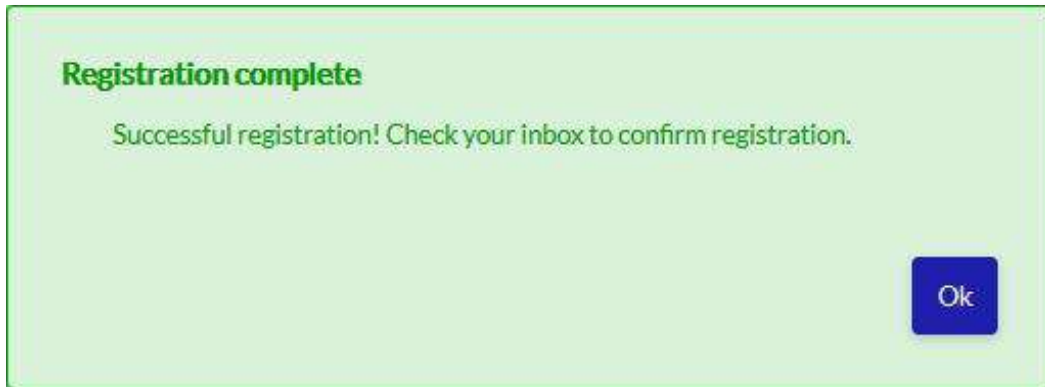 Registration complete
Successful registration! Check your inbox to confirm registration.
Ok